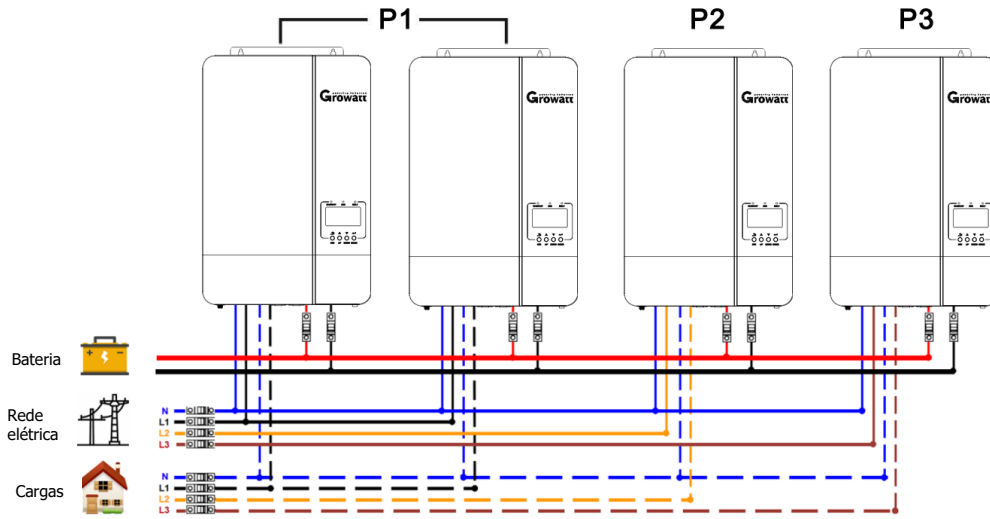 P1
P2
P3
Growatt
Growatt
Growatt
Growatt
Bateria
Rede
elétrica
N
L1
L2
L3
Cargas
N
L1
L2
L3